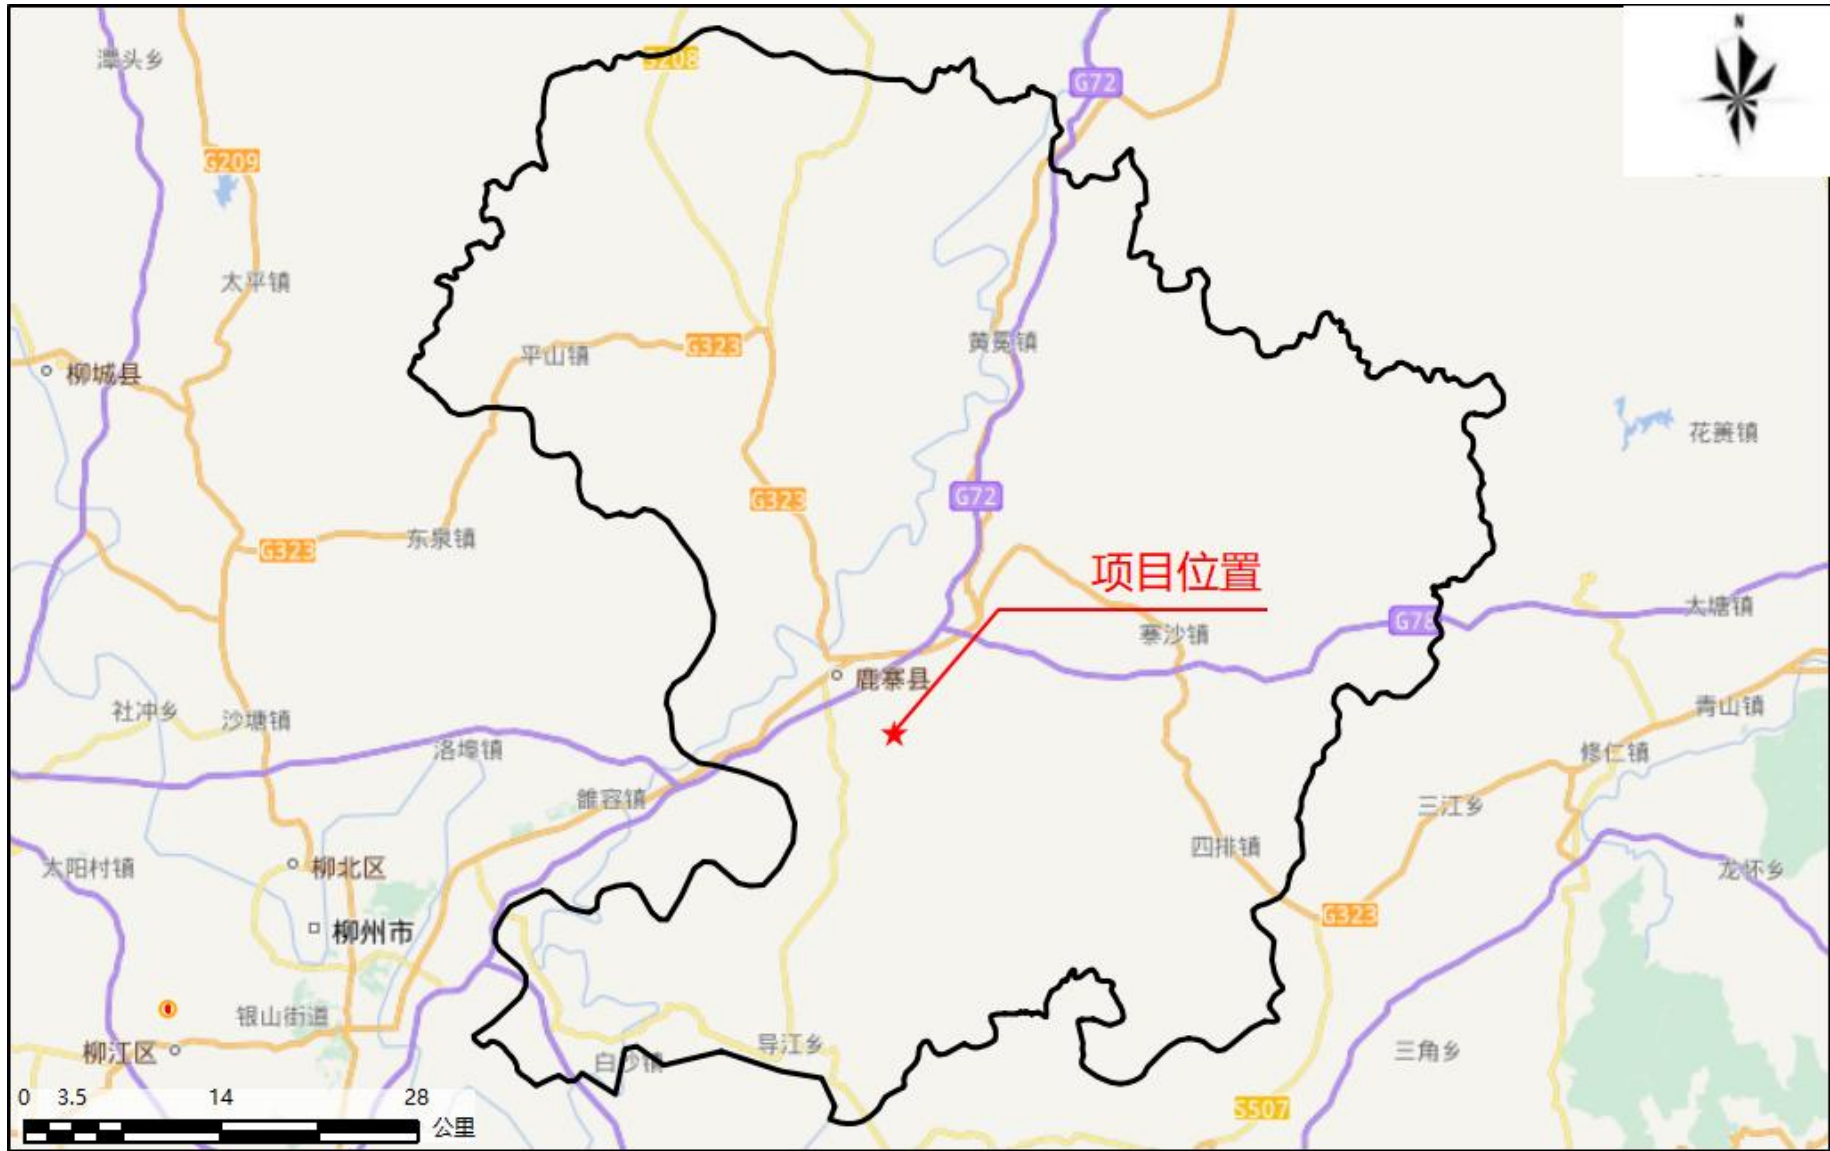 N
潭头乡
S208
G72
G209
太平镇
黄冕镇
平山镇
G323
柳城县
花篢镇
G72
G323
东泉镇
G323
项目位置
大塘镇
G78
寨沙镇
鹿寨县
社冲乡
沙塘镇
青山镇
洛埠镇
修仁镇
雒容镇
三江乡
四排镇
太阳村镇
柳北区
龙怀乡
G323
柳州市
银山街道
导江乡
柳江区
白沙镇
三角乡
0 3.5 14 28
公里
S507